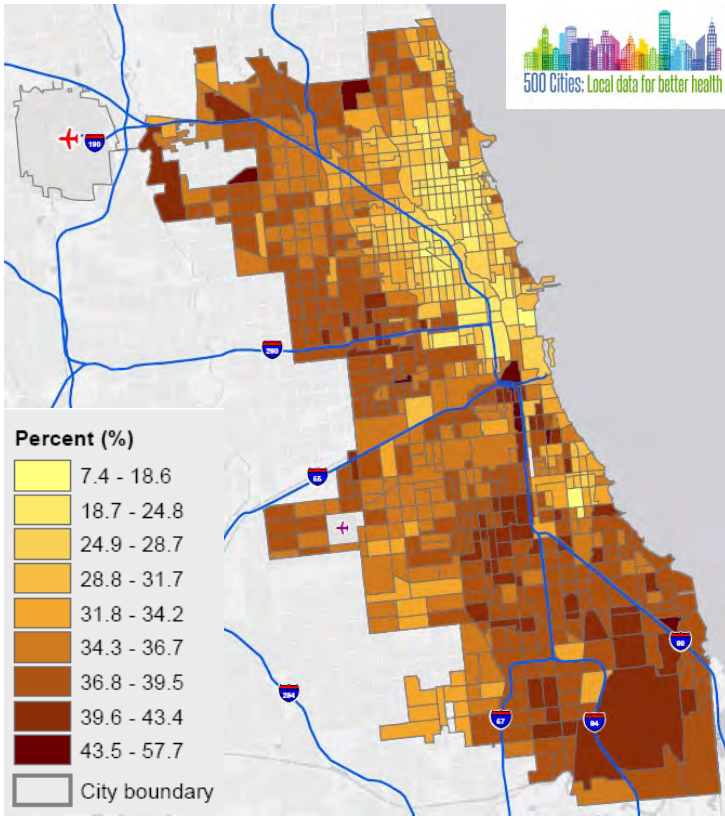 500 Cities: Local data for better health
190
290
55
90
294
57
94
Percent (%)
7.4 - 18.6
18.7 - 24.8
24.9 - 28.7
28.8 - 31.7
31.8 - 34.2
34.3 - 36.7
36.8 - 39.5
39.6 - 43.4
43.5 - 57.7
City boundary